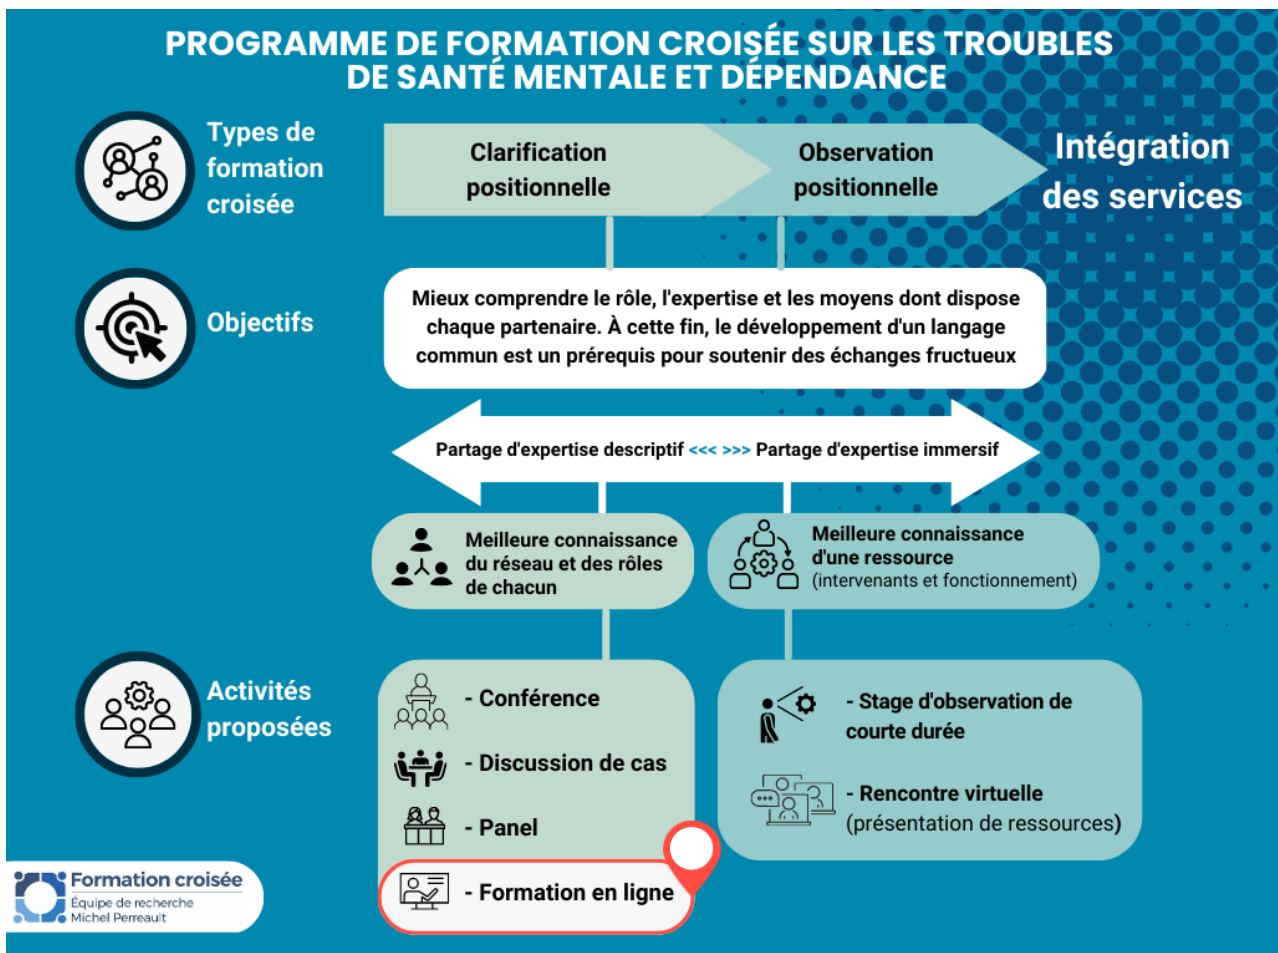 PROGRAMME DE FORMATION CROISÉE SUR LES TROUBLES
DE SANTÉ MENTALE ET DÉPENDANCE
Types de
formation
croisée
Clarification
positionnelle
Observation
positionnelle
Intégration
des services
Objectifs
Mieux comprendre le rôle, l'expertise et les moyens dont dispose
chaque partenaire. À cette fin, le développement d'un langage
commun est un prérequis pour soutenir des échanges fructueux
Partage d'expertise descriptif <<< >>> Partage d'expertise immersif
Meilleure connaissance
du réseau et des rôles
de chacun
Meilleure connaissance
d'une ressource
(intervenants et fonctionnement)
Activités
proposées
- Conférence
- Discussion de cas
- Panel
- Formation en ligne
- Stage d'observation de
courte durée
- Rencontre virtuelle
(présentation de ressources)
Formation croisée
Équipe de recherche
Michel Perreault